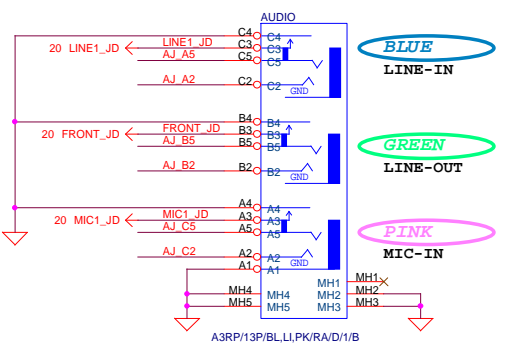 AUDIO
C4 C4
20 LINE1_JD LINE1_JD C3 C3
AJ_A5 C5 C5
AJ_A2 C2 C2
GND
BLUE
LINE-IN
B4 B4
20 FRONT_JD FRONT_JD B3 B3
AJ_B5 B5 B5
AJ_B2 B2 B2
GND
GREEN
LINE-OUT
A4 A4
20 MIC1_JD MIC1_JD A3 A3
AJ_C5 A5 A5
AJ_C2 A2 A2
GND
A1 A1
PINK
MIC-IN
MH1 MH1
MH4 MH4 MH2 MH2
MH5 MH5 MH3 MH3
A3RP/13P/BL,LI,PK/RA/D/1/B